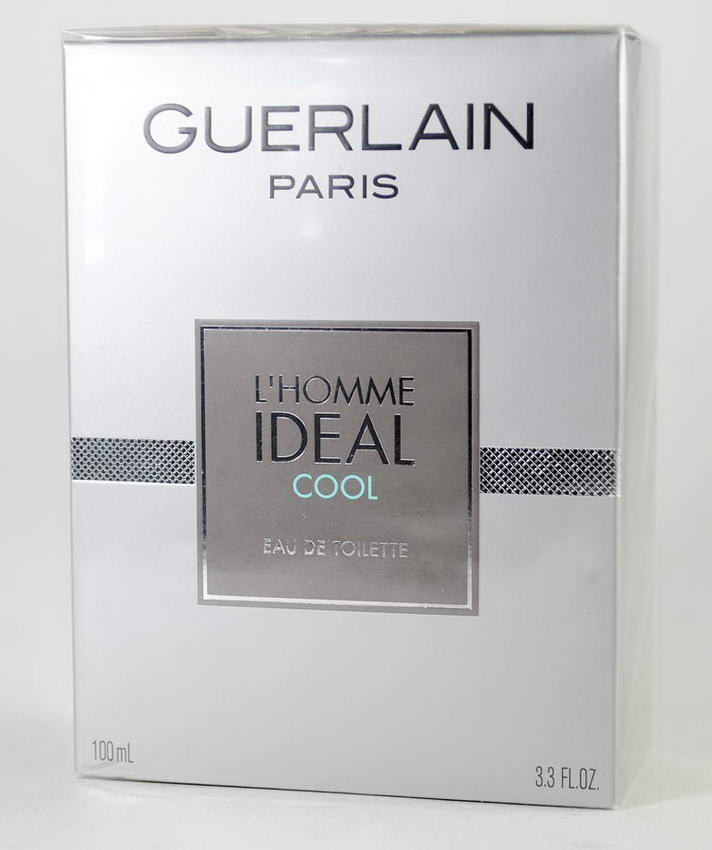 GUERLAIN
PARIS
L'HOMME
IDEAL
COOL
EAU DE TOILETTE
100 mL
3.3 FL.OZ.